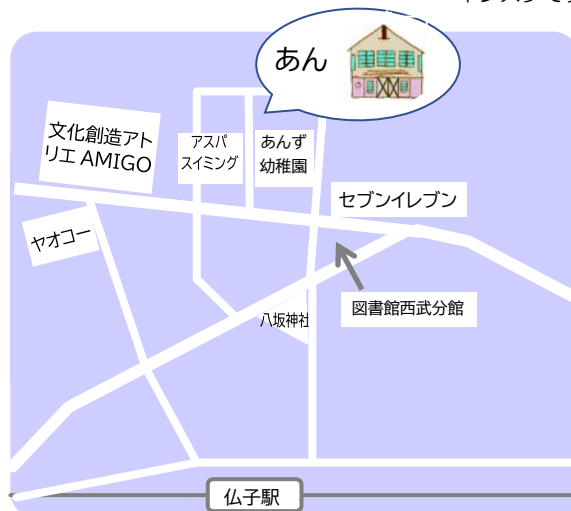 あん
文化創造アト
リエ AMIGO
アスパ
スイミング
あんず
幼稚園
セブンイレブン
ヤオコー
図書館西武分館
八坂神社
仏子駅